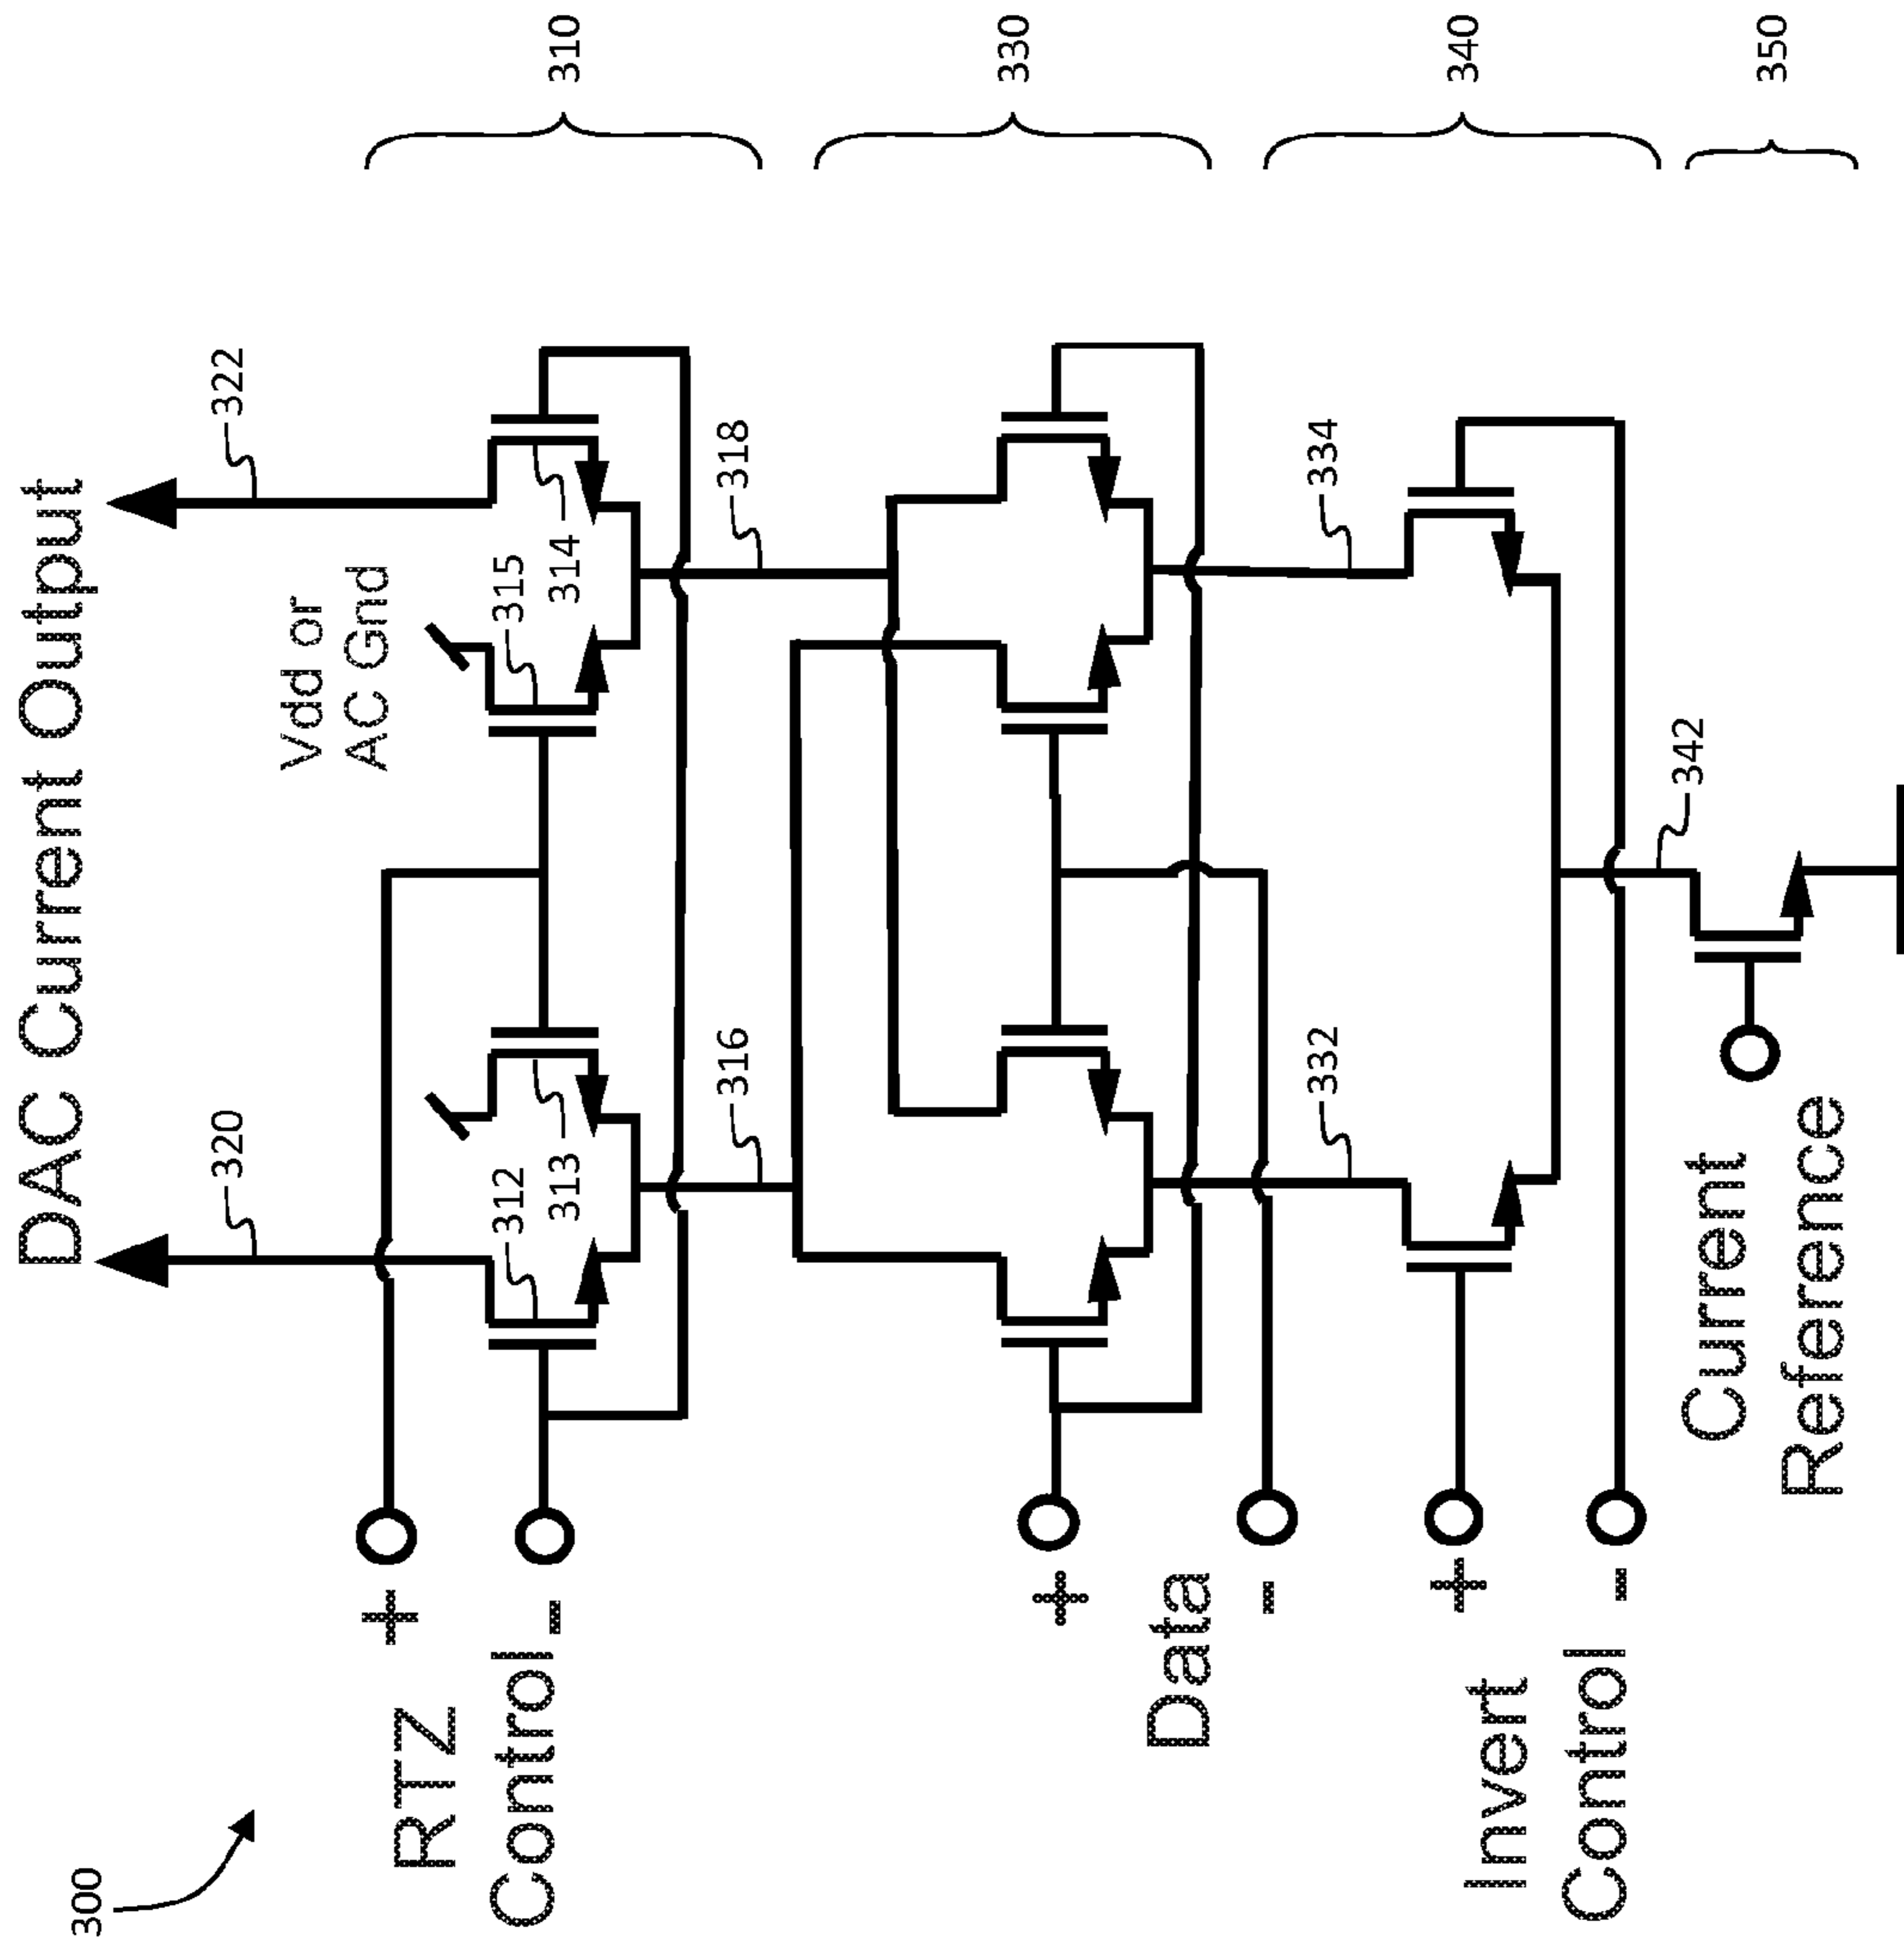 300
DAC Current Output
320
322
Vdd or
AC Gnd
RTZ
Control
+
-
312
313
315
314
310
316
318
Data
+
-
330
332
334
Invert
Control
+
-
340
342
Current
Reference
350